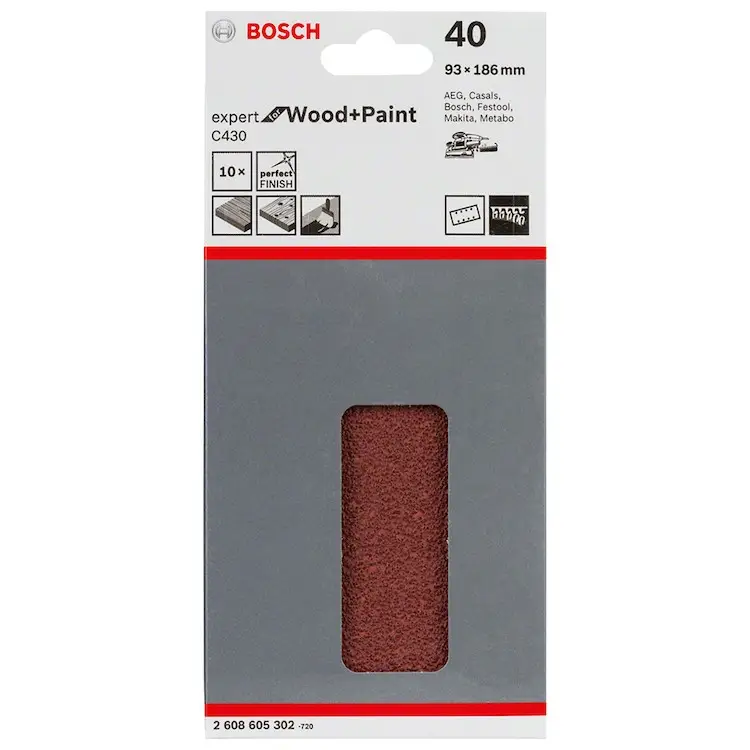 BOSCH
expert for Wood+Paint
C430
10×
perfect
FINISH
40
93 × 186 mm
AEG, Casals,
Bosch, Festool,
Makita, Metabo
2 608 605 302 -720